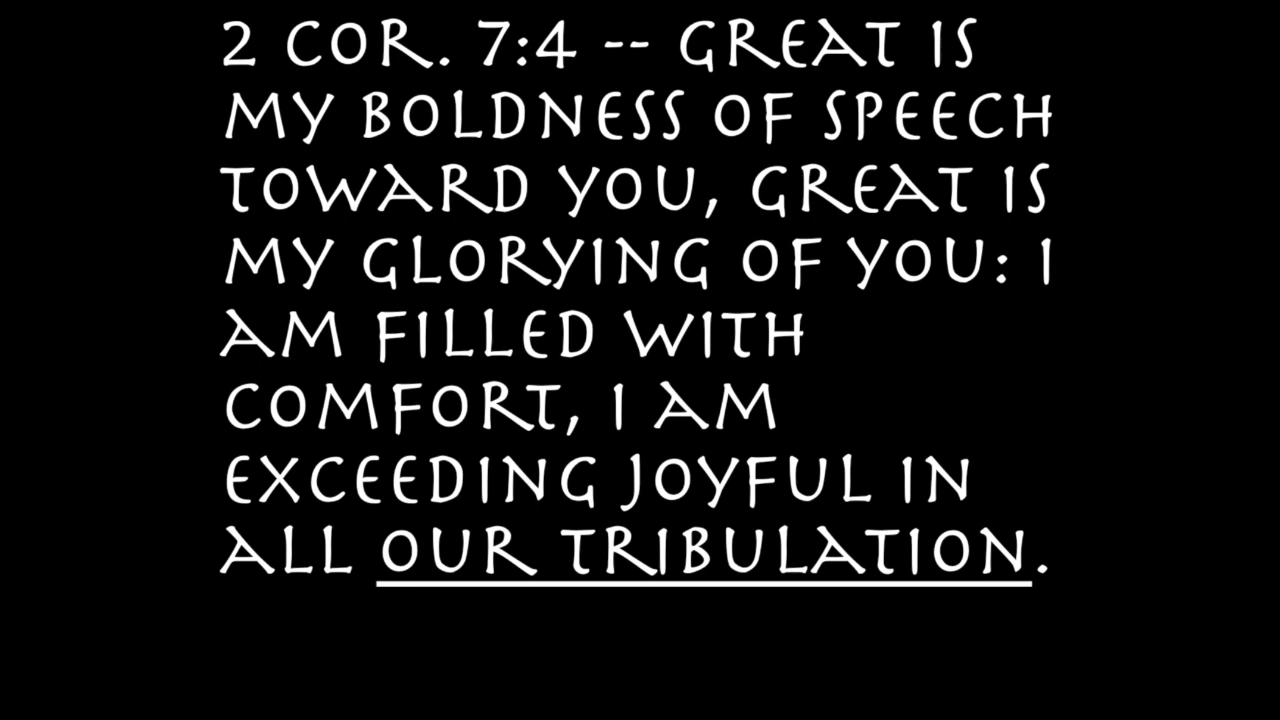 2 COR. 7:4 -- GREAT IS
MY BOLDNESS OF SPEECH
TOWARD YOU, GREAT IS
MY GLORYING OF YOU: I
AM FILLED WITH
COMFORT, I AM
EXCEEDING JOYFUL IN
ALL OUR TRIBULATION.